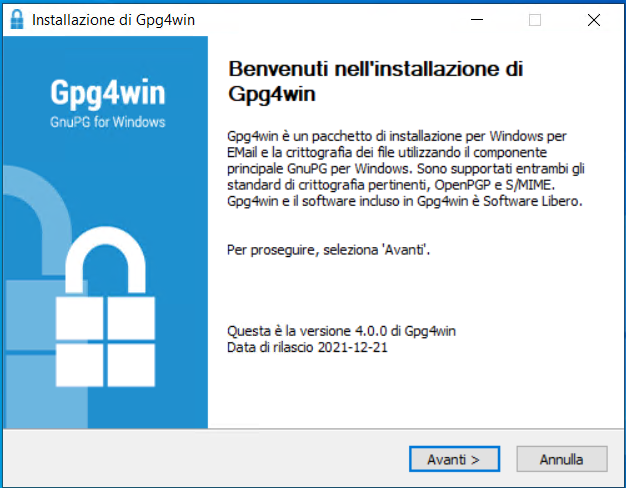 Installazione di Gpg4win
Gpg4win
GnuPG for Windows
Benvenuti nell'installazione di
Gpg4win
Gpg4win è un pacchetto di installazione per Windows per
EMail e la crittografia dei file utilizzando il componente
principale GnuPG per Windows. Sono supportati entrambi gli
standard di crittografia pertinenti, OpenPGP e S/MIME.
Gpg4win e il software incluso in Gpg4win è Software Libero.
Per proseguire, seleziona 'Avanti'.
Questa è la versione 4.0.0 di Gpg4win
Data di rilascio 2021-12-21
Avanti >
Annulla